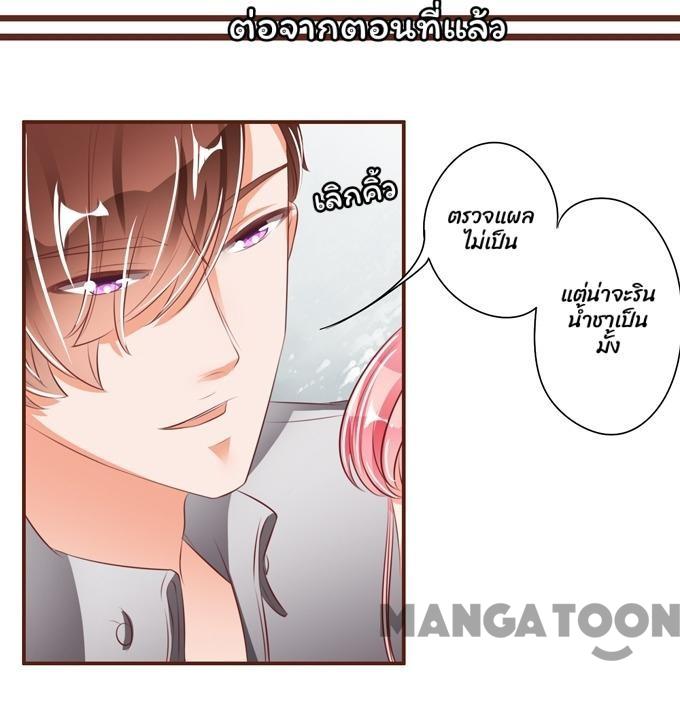 ต่อจากตอนที่แล้ว
เลิกคิ้ว
ตรวจแผล
ไม่เป็น
แต่น่าจะริน
น้ำชาเป็น
มั้ง
MANGATOON